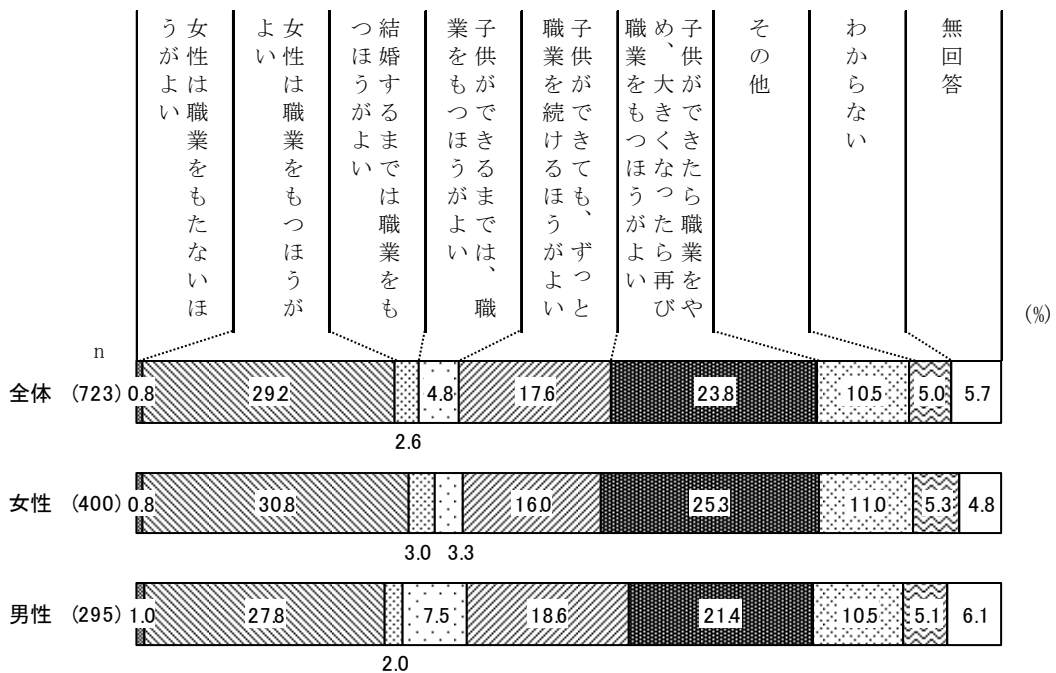 女性は職業をもたないほ
うがよい
女性は職業をもつほうが
よい
結婚するまでは職業をも
つほうがよい
子供ができるまでは、職
業をもつほうがよい
子供ができても、ずっと
職業を続けるほうがよい
子供ができたら職業をや
め、大きくなったら再び
職業をもつほうがよい
その他
わからない
無回答
(%)
n
全体 (723) 0.8 29.2 4.8 17.6 23.8 10.5 5.0 5.7
2.6
女性 (400) 0.8 30.8 16.0 25.3 11.0 5.3 4.8
3.0 3.3
男性 (295) 1.0 27.8 7.5 18.6 21.4 10.5 5.1 6.1
2.0